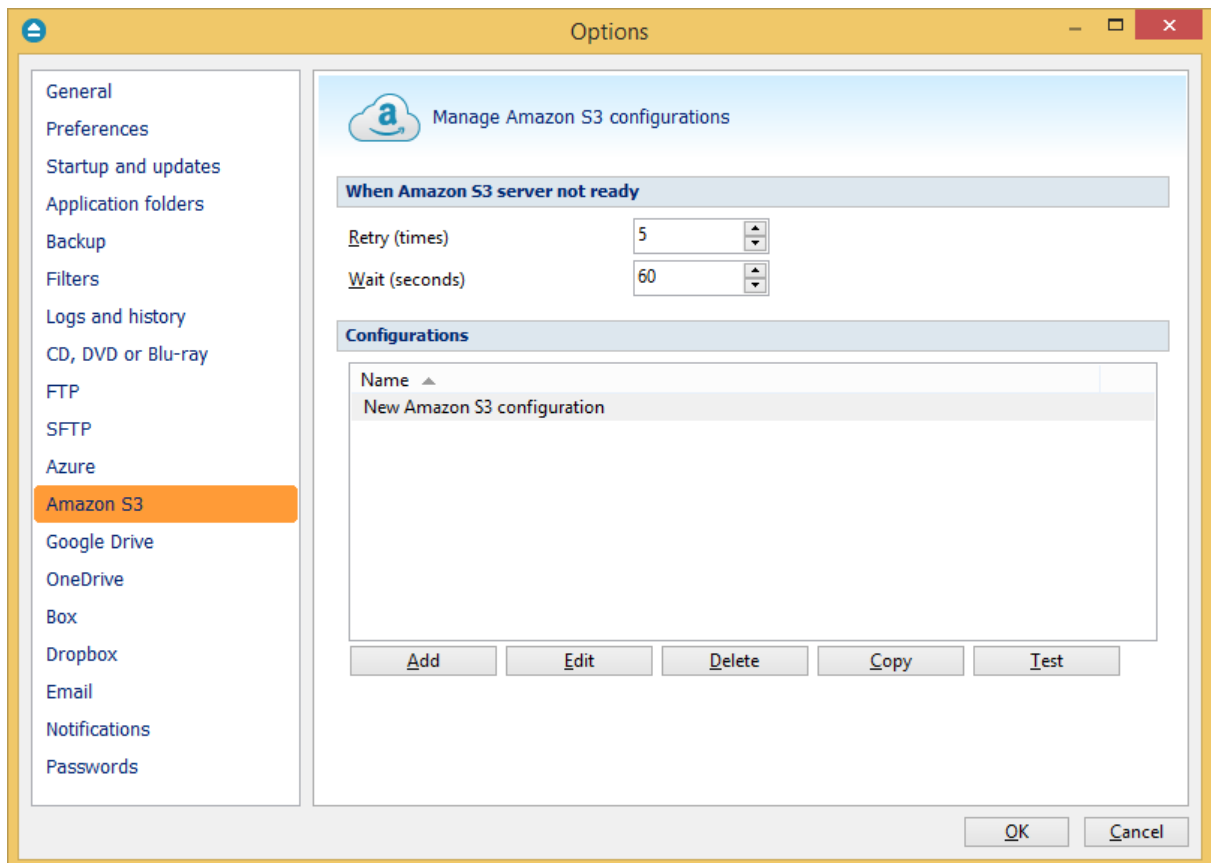 Options
General
Preferences
Startup and updates
Application folders
Backup
Filters
Logs and history
CD, DVD or Blu-ray
FTP
SFTP
Azure
Amazon S3
Google Drive
OneDrive
Box
Dropbox
Email
Notifications
Passwords
a
Manage Amazon S3 configurations
When Amazon S3 server not ready
Retry (times) 5
Wait (seconds) 60
Configurations
Name
New Amazon S3 configuration
Add Edit Delete Copy Test
OK Cancel